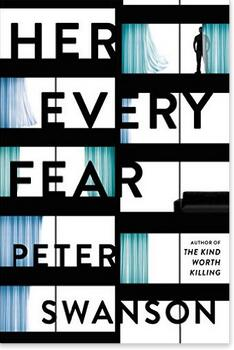 HER
EVERY
FEAR
PETER
SWANSON
AUTHOR OF
THE KIND
WORTH
KILLING